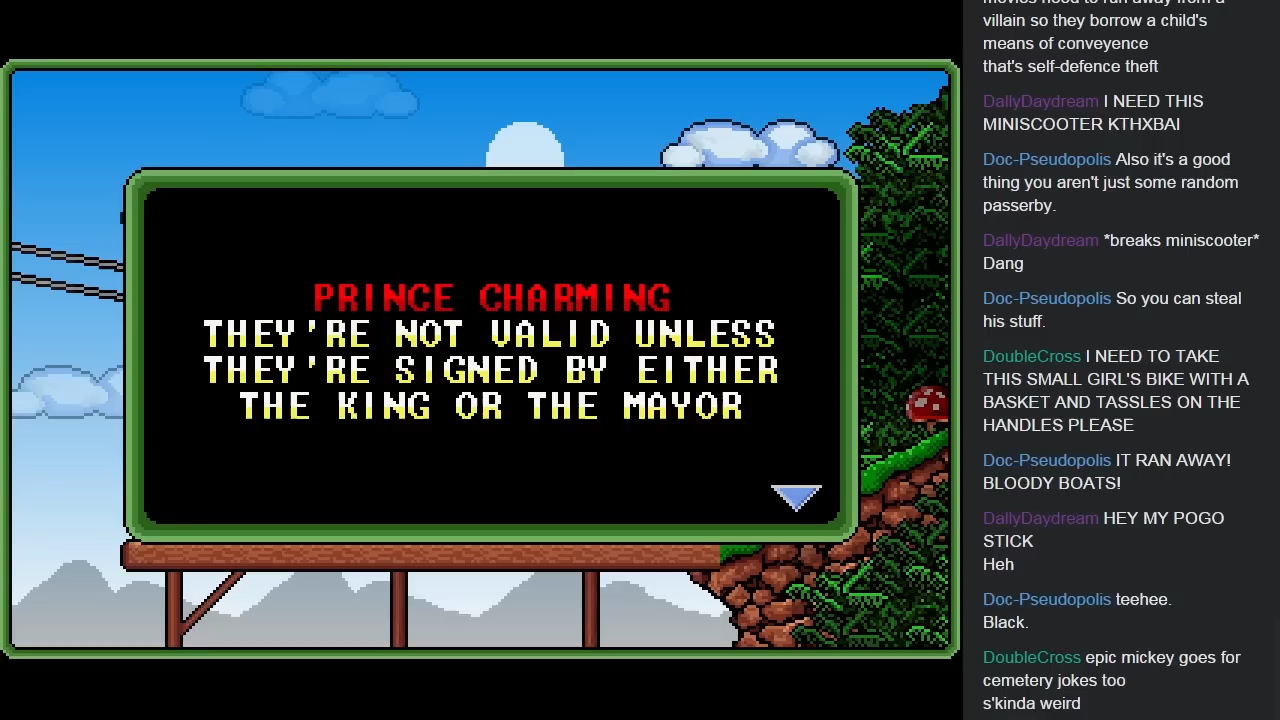 PRINCE CHARMING
THEY'RE NOT VALID UNLESS
THEY'RE SIGNED BY EITHER
THE KING OR THE MAYOR
villain so they borrow a child's
means of conveyence
that's self-defence theft
DallyDaydream I NEED THIS
MINISCOOTER KTHXBAI
Doc-Pseudopolis Also it's a good
thing you aren't just some random
passerby.
DallyDaydream *breaks miniscooter*
Dang
Doc-Pseudopolis So you can steal
his stuff.
DoubleCross I NEED TO TAKE
THIS SMALL GIRL'S BIKE WITH A
BASKET AND TASSLES ON THE
HANDLES PLEASE
Doc-Pseudopolis IT RAN AWAY!
BLOODY BOATS!
DallyDaydream HEY MY POGO
STICK
Heh
Doc-Pseudopolis teehee.
Black.
DoubleCross epic mickey goes for
cemetery jokes too
s'kinda weird